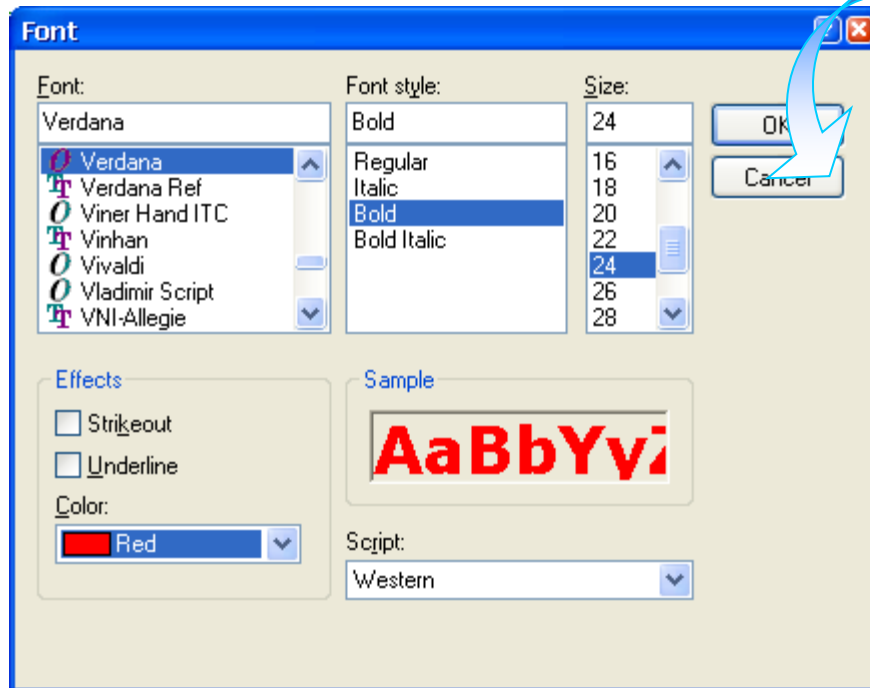 Font
Font:
Verdana
Verdana
Verdana Ref
Viner Hand ITC
Vinhan
Vivaldi
Vladimir Script
VNI-Allegie
Font style:
Bold
Regular
Italic
Bold
Bold Italic
Size:
24
16
18
20
22
24
26
28
OK
Cancel
Effects
Strikeout
Underline
Color:
Red
Sample
AaBbYyZ
Script:
Western